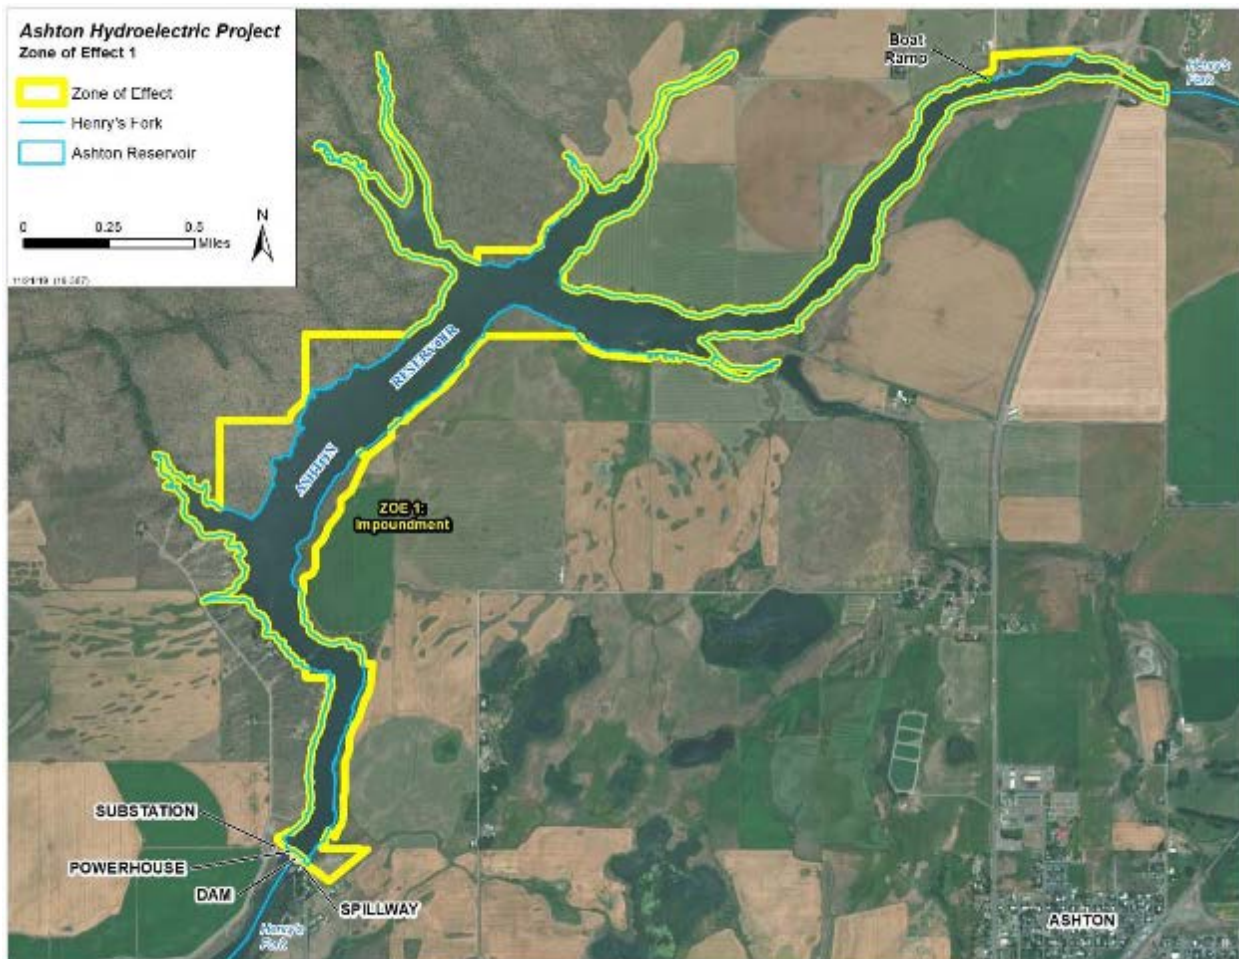 Ashton Hydroelectric Project
Zone of Effect 1
Zone of Effect
Henry's Fork
Ashton Reservoir
N
0 0.25 0.5
Miles
Boat
Ramp
Henry's
Fork
RESERVOIR
ASHTON
ZOE 1:
Impoundment
SUBSTATION
POWERHOUSE
DAM
SPILLWAY
ASHTON
Henry's
Fork